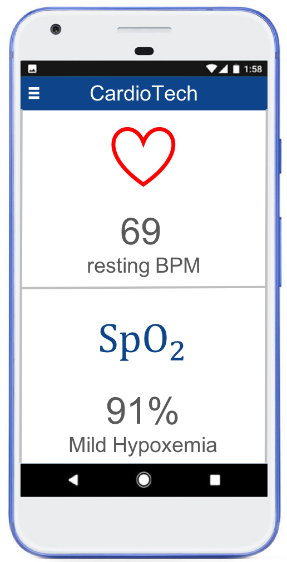 1:58
CardioTech
69
resting BPM
SpO₂
91%
Mild Hypoxemia